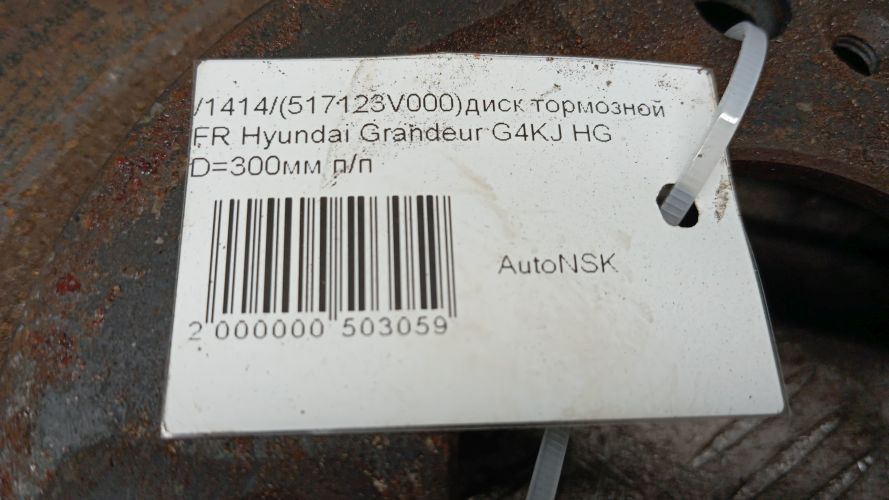 /1414/(517123V000)диск тормозной
FR Hyundai Grandeur G4KJ HG
D=300мм п/п
AutoNSK
2 000000 503059